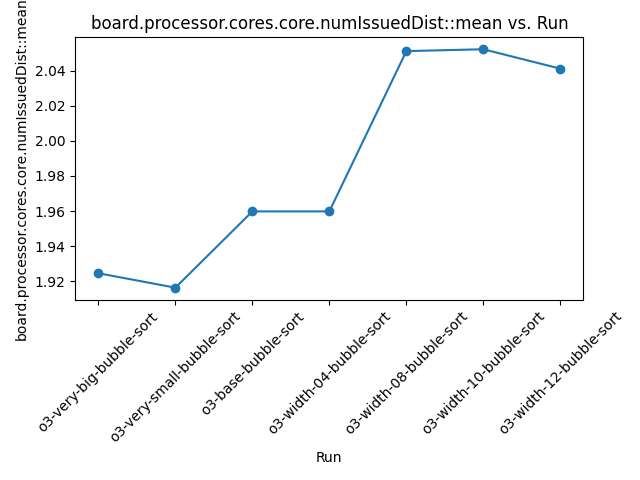 board.processor.cores.core.numIssuedDist::mean vs. Run
board.processor.cores.core.numIssuedDist::mean
2.04
2.02
2.00
1.98
1.96
1.94
1.92
o3-very-big-bubble-sort
o3-very-small-bubble-sort
o3-base-bubble-sort
o3-width-04-bubble-sort
o3-width-08-bubble-sort
o3-width-10-bubble-sort
o3-width-12-bubble-sort
Run